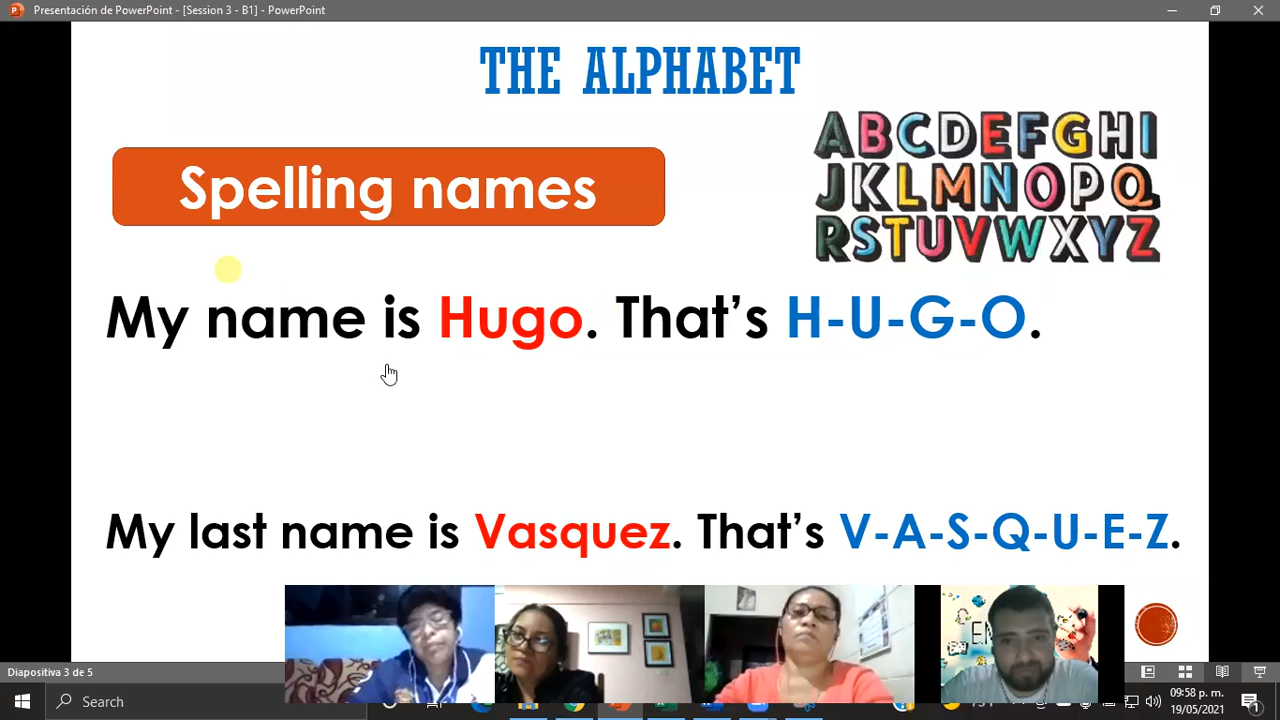 Presentación de PowerPoint - [Session 3 - B1] - PowerPoint
THE ALPHABET
ABCDEFGHI
JKLMNOPQ
RSTUVWXYZ
Spelling names
My name is Hugo. That's H-U-G-O.
My last name is Vasquez. That's V-A-S-Q-U-E-Z.
Diapositiva 3 de 5
Search
09:58 p. m.
19/05/2021